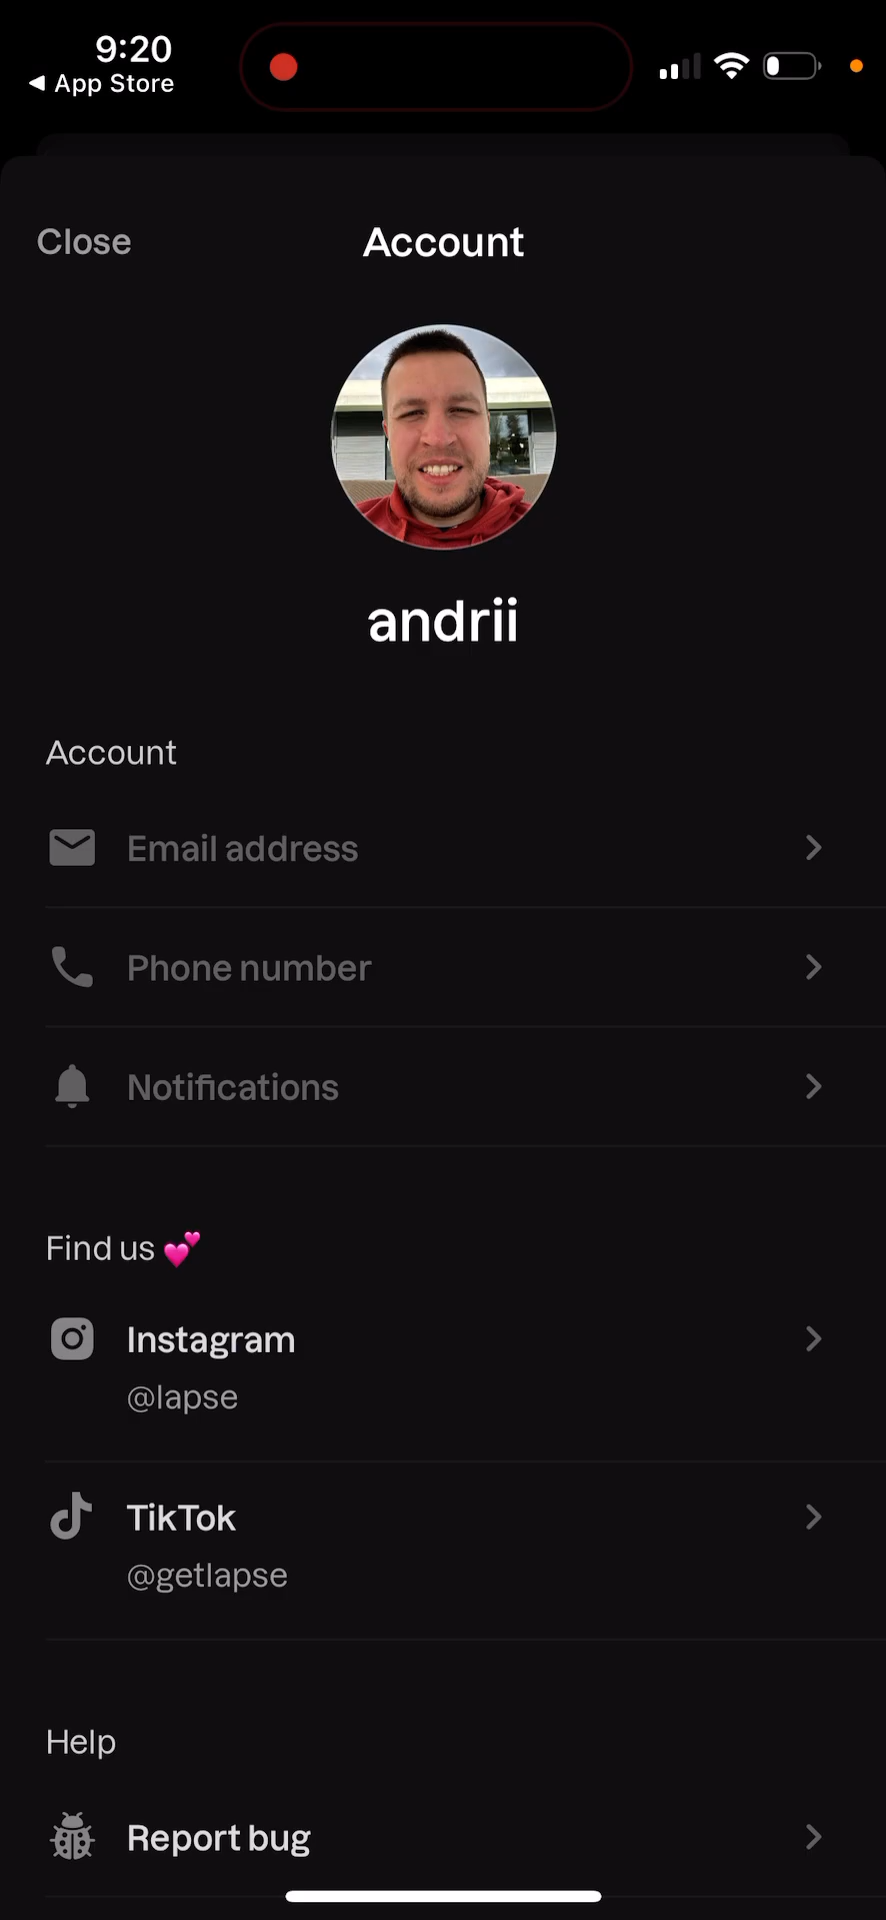 9:20
◀ App Store
Close
Account
andrii
Account
Email address
Phone number
Notifications
Find us 💕
Instagram
@lapse
TikTok
@getlapse
Help
Report bug